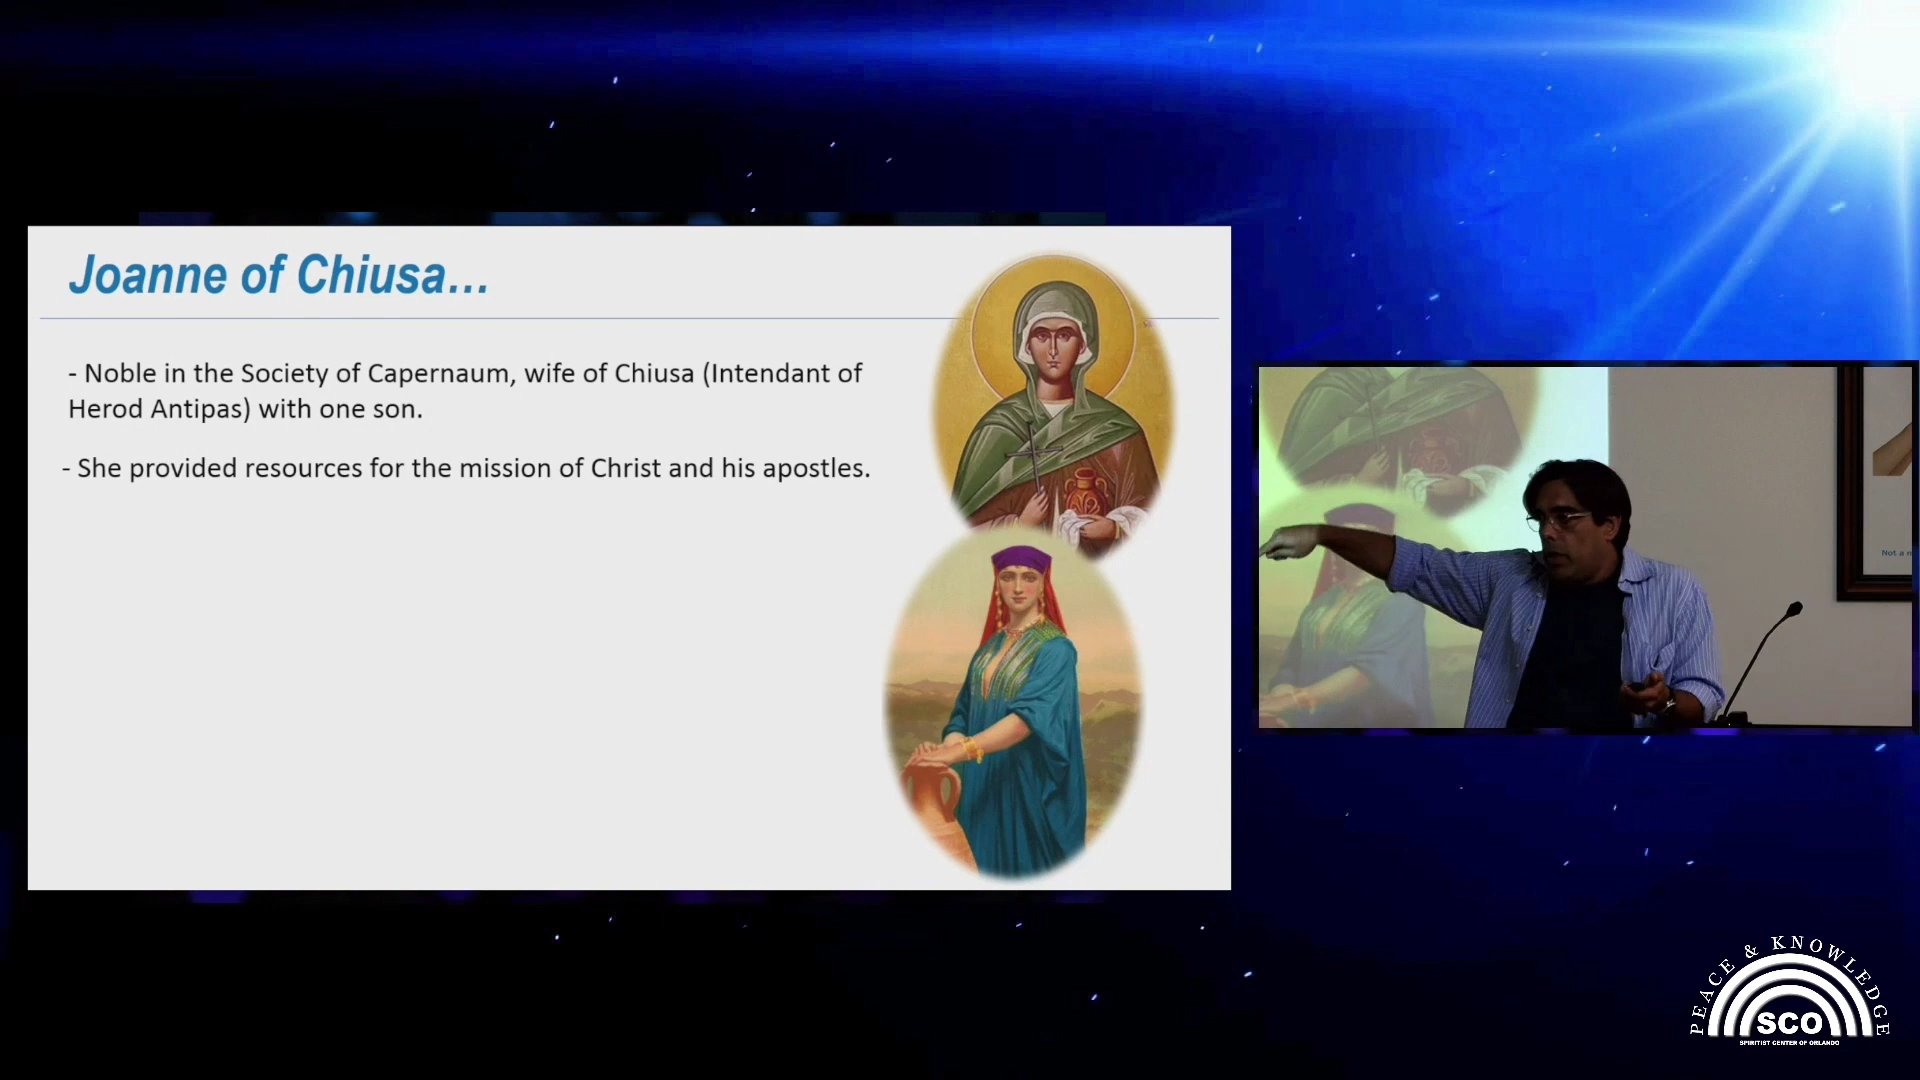 Joanne of Chiusa...
- Noble in the Society of Capernaum, wife of Chiusa (Intendant of
Herod Antipas) with one son.
- She provided resources for the mission of Christ and his apostles.
Not a
PEACE & KNOWLEDGE
SCO
SPIRITIST CENTER OF ORLANDO